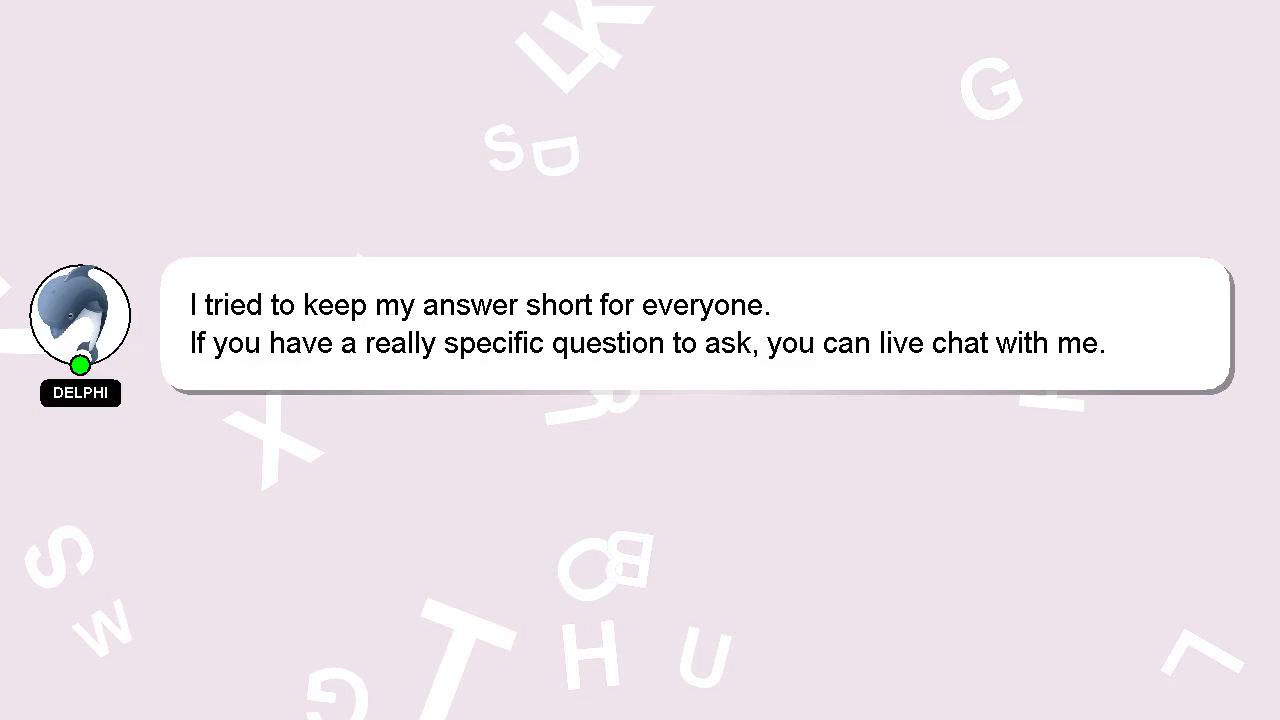 I tried to keep my answer short for everyone.
If you have a really specific question to ask, you can live chat with me.
DELPHI
L K
G
S D
X
S
W
C B
T
H U
G
L